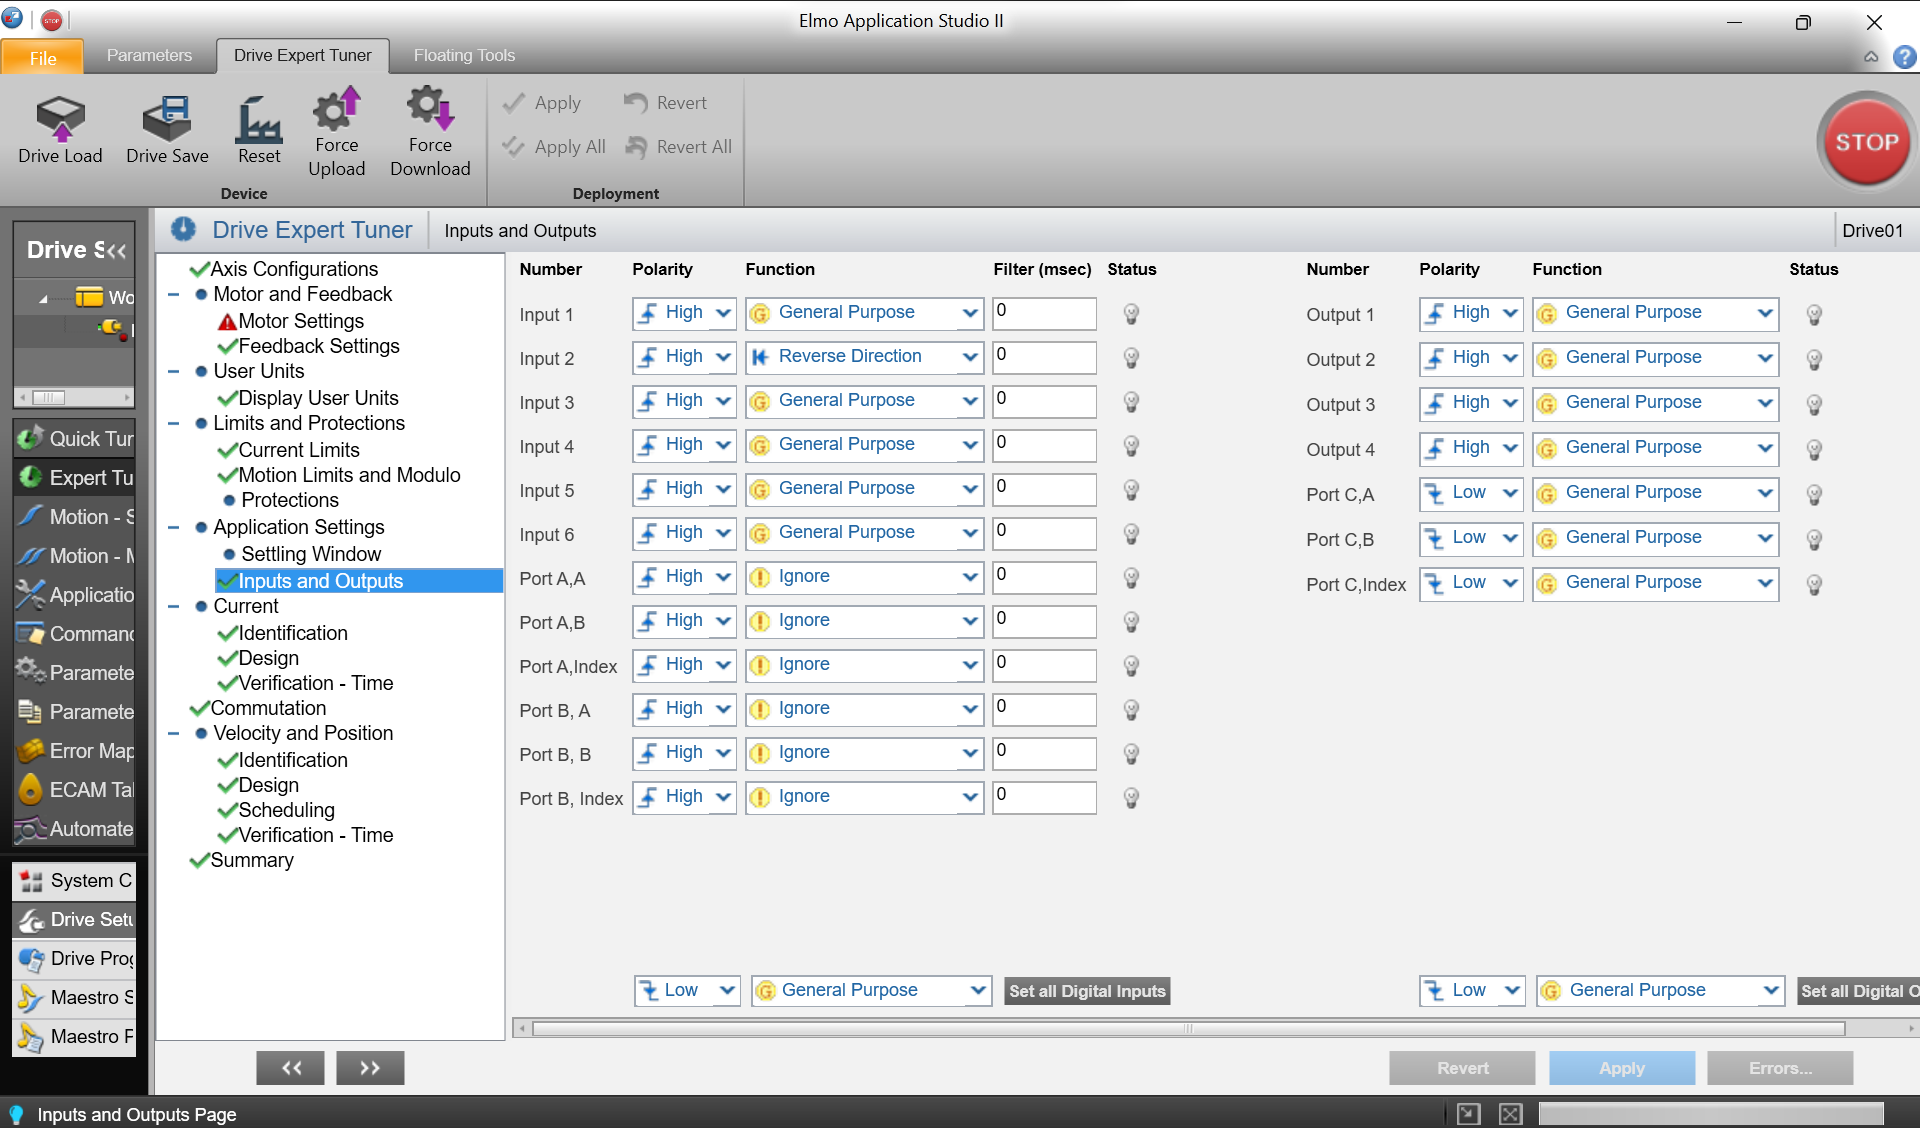 STOP
Elmo Application Studio II
File
Parameters
Drive Expert Tuner
Floating Tools
?
Drive Load
Drive Save
Reset
Force
Upload
Force
Download
Apply
Revert
Apply All
Revert All
Device
Deployment
STOP
Drive S
<<
Wo
Quick Tur
Expert Tu
Motion - S
Motion - M
Applicatio
Command
Paramete
Paramete
Error Map
ECAM Ta
Automate
System C
Drive Setu
Drive Prog
Maestro S
Maestro P
Drive Expert Tuner
Inputs and Outputs
Drive01
Axis Configurations
Motor and Feedback
Motor Settings
Feedback Settings
User Units
Display User Units
Limits and Protections
Current Limits
Motion Limits and Modulo
Protections
Application Settings
Settling Window
Inputs and Outputs
Current
Identification
Design
Verification - Time
Commutation
Velocity and Position
Identification
Design
Scheduling
Verification - Time
Summary
Number Polarity Function Filter (msec) Status
Input 1 High General Purpose 0
Input 2 High Reverse Direction 0
Input 3 High General Purpose 0
Input 4 High General Purpose 0
Input 5 High General Purpose 0
Input 6 High General Purpose 0
Port A,A High Ignore 0
Port A,B High Ignore 0
Port A,Index High Ignore 0
Port B, A High Ignore 0
Port B, B High Ignore 0
Port B, Index High Ignore 0
Low General Purpose Set all Digital Inputs
Number Polarity Function Status
Output 1 High General Purpose
Output 2 High General Purpose
Output 3 High General Purpose
Output 4 High General Purpose
Port C,A Low General Purpose
Port C,B Low General Purpose
Port C,Index Low General Purpose
Low General Purpose Set all Digital O
<< >>
Revert Apply Errors...
Inputs and Outputs Page